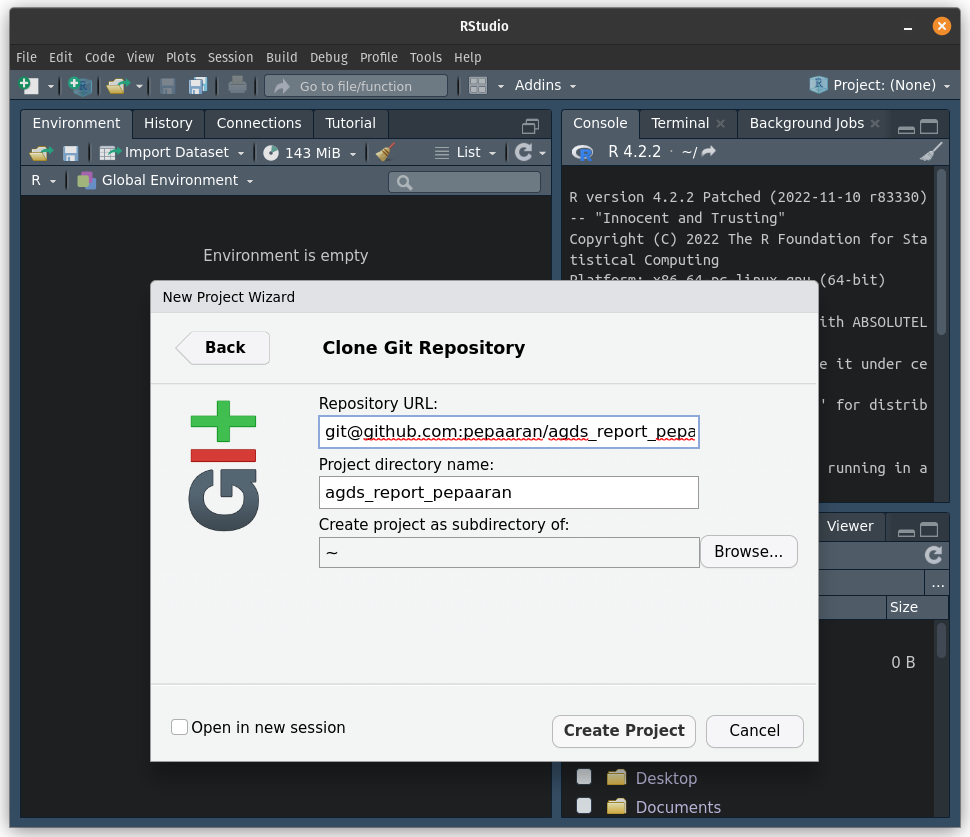 RStudio
File Edit Code View Plots Session Build Debug Profile Tools Help
Go to file/function Addins Project: (None)
Environment History Connections Tutorial
Import Dataset 143 MiB List
R Global Environment
Environment is empty
Console Terminal Background Jobs
R 4.2.2 · ~/
R version 4.2.2 Patched (2022-11-10 r83330)
-- "Innocent and Trusting"
Copyright (C) 2022 The R Foundation for Sta
tistical Computing
Platform: x86_64-pc-linux-gnu (64-bit)
ith ABSOLUTEL
e it under ce
' for distrib
running in a
New Project Wizard
Back
Clone Git Repository
Git
Repository URL:
git@github.com:pepaaran/agds_report_pepa
Project directory name:
agds_report_pepaaran
Create project as subdirectory of:
~
Browse...
Open in new session
Create Project
Cancel
Viewer
...
Size
0 B
Desktop
Documents